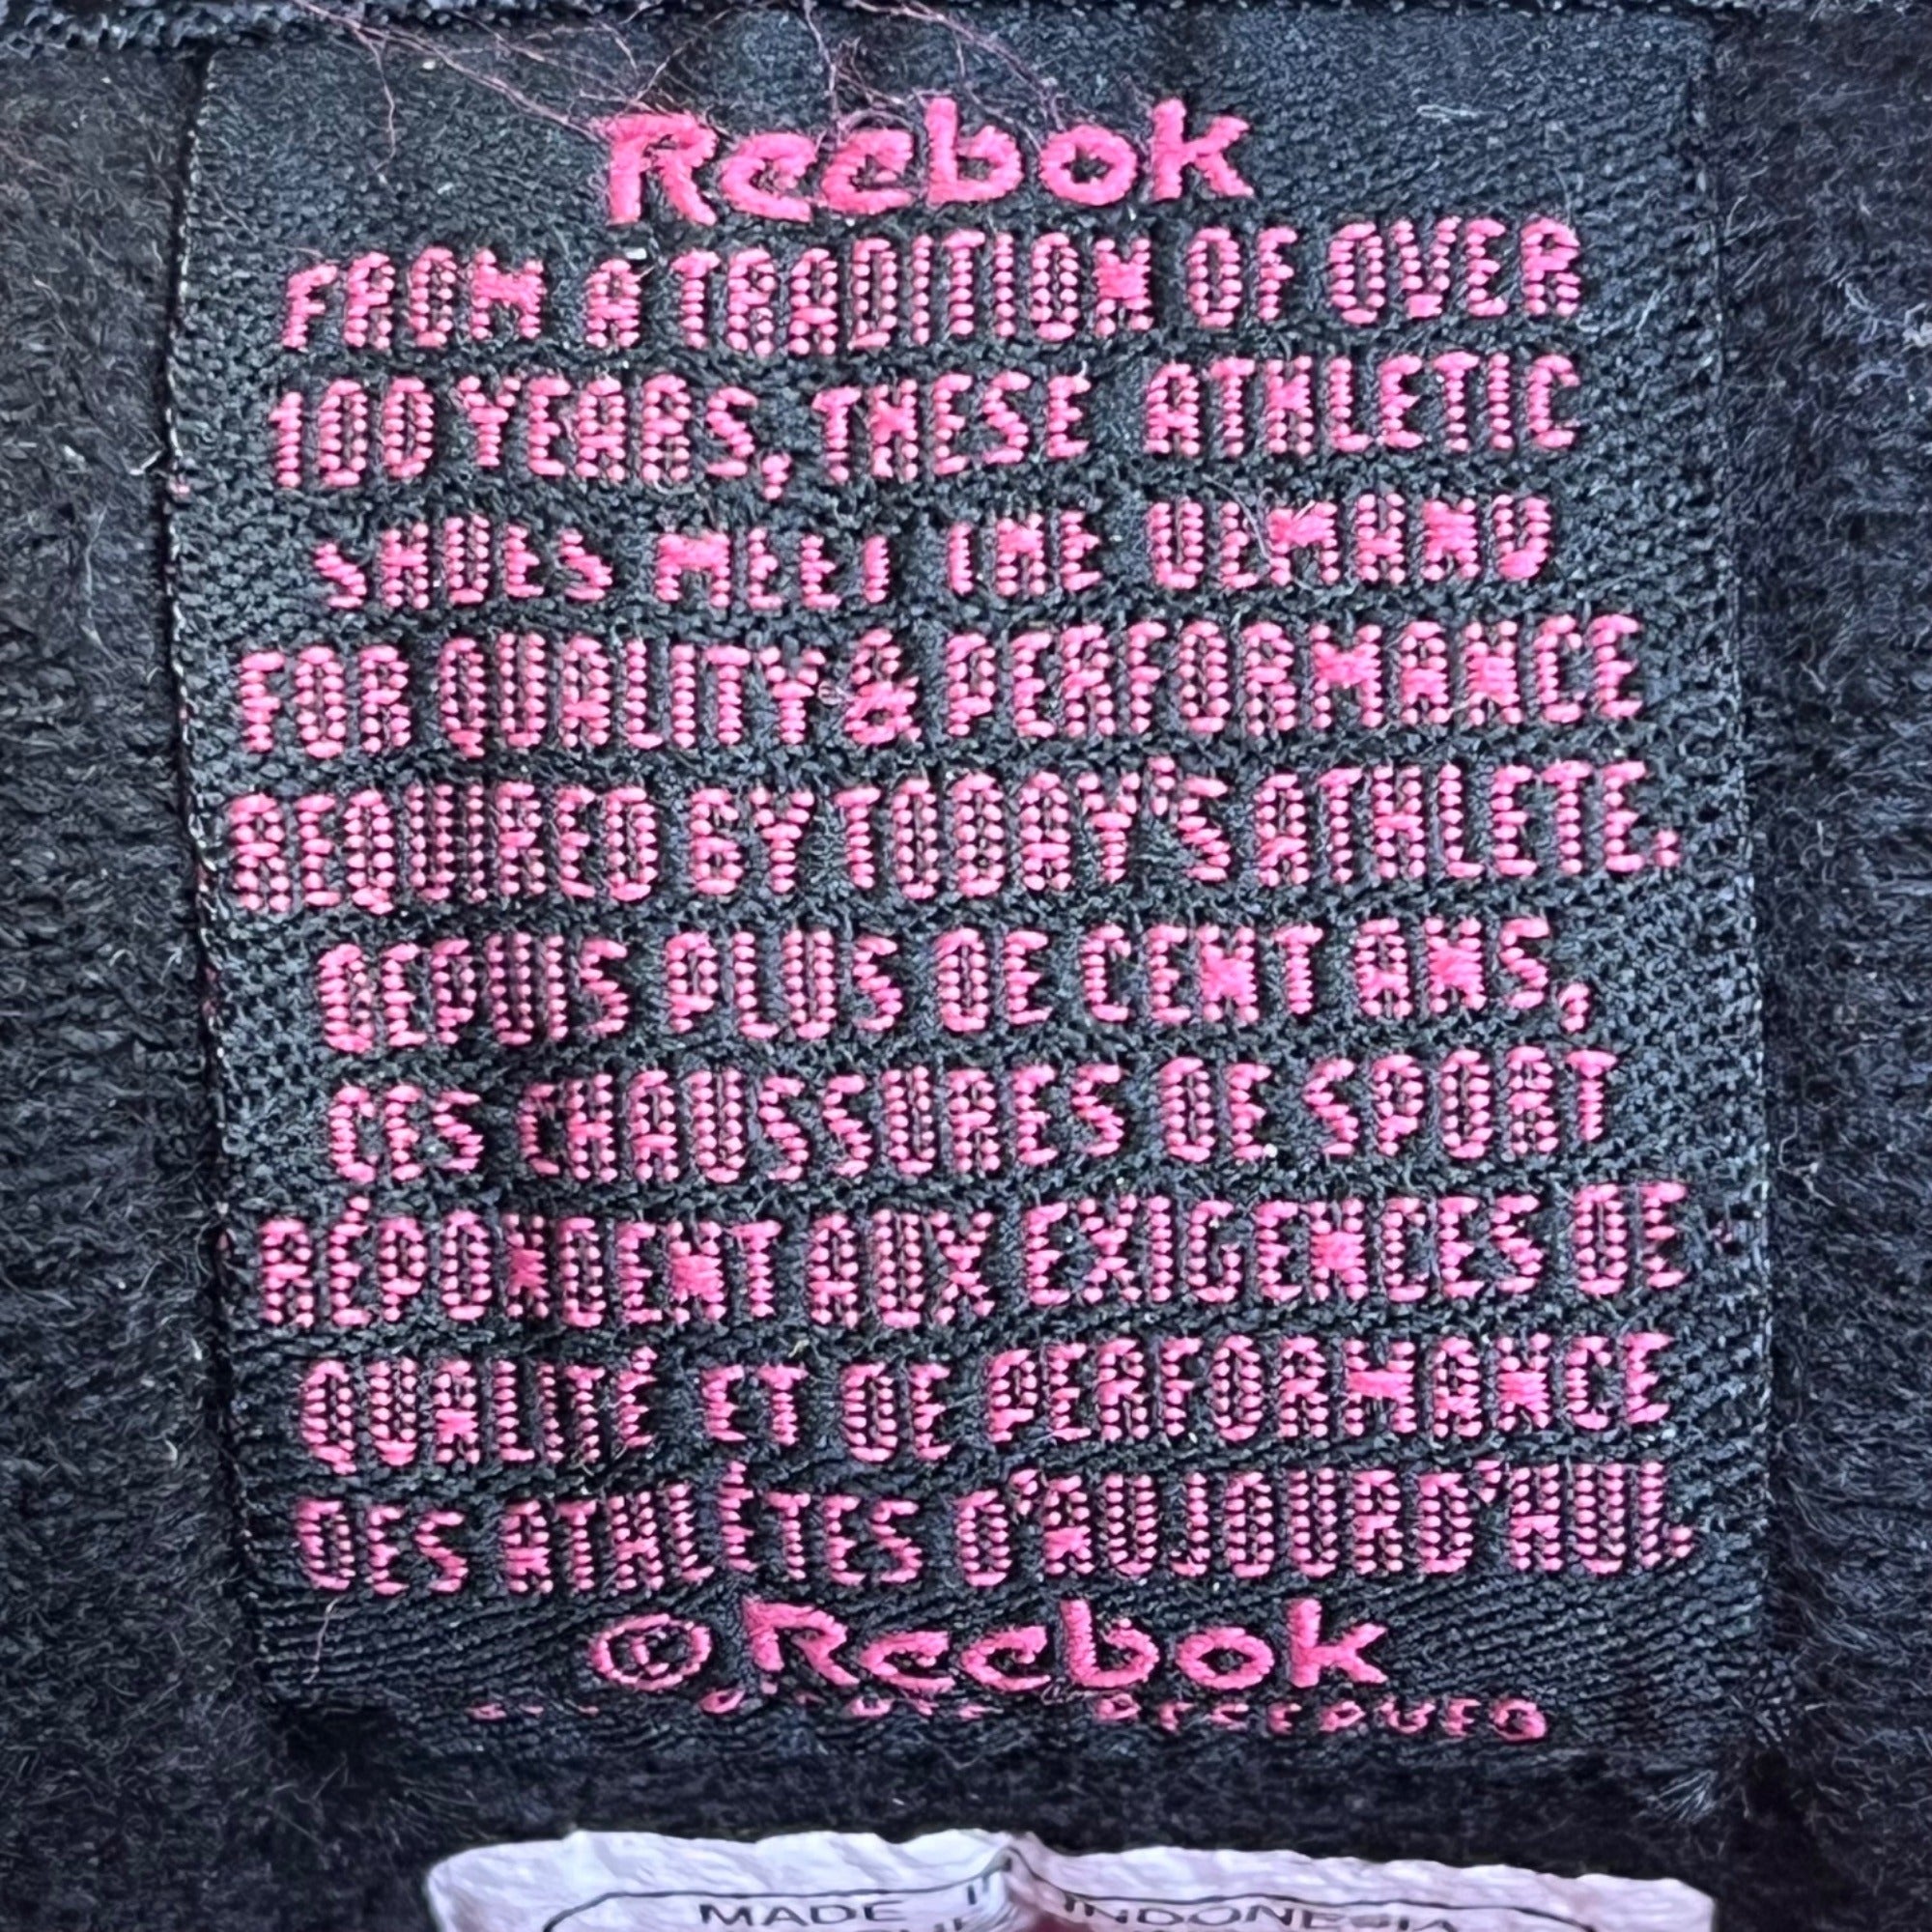 Reebok
FROM A TRADITION OF OVER
100 YEARS, THESE ATHLETIC
SHOES MEET THE DEMAND
FOR QUALITY & PERFORMANCE
REQUIRED BY TODAY'S ATHLETE.
DEPUIS PLUS DE CENT ANS,
CES CHAUSSURES DE SPORT
RÉPONDENT AUX EXIGENCES DE
QUALITÉ ET DE PERFORMANCE
DES ATHLÈTES D'AUJOURD'HUI.
© Reebok
RESERVED
MADE IN INDONESIA